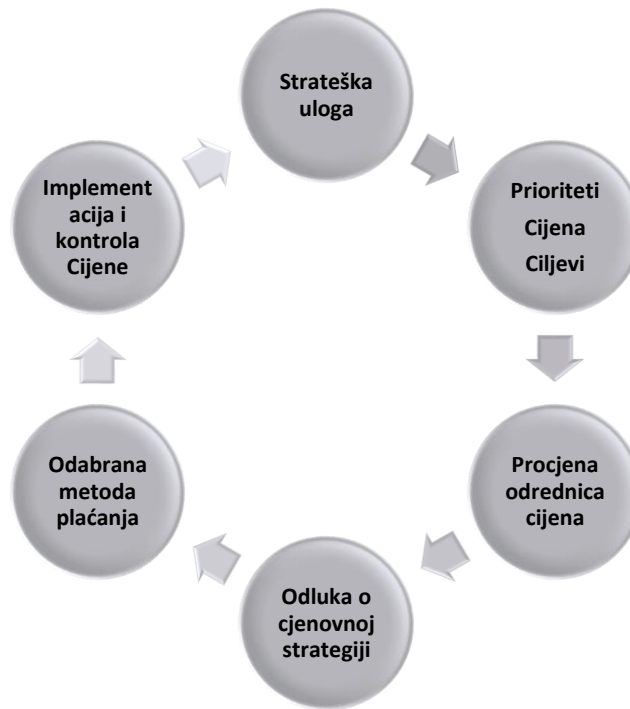 Strateška
uloga
Prioriteti
Cijena
Ciljevi
Procjena
odrednica
cijena
Odluka o
cjenovnoj
strategiji
Odabrana
metoda
plaćanja
Implement
acija i
kontrola
Cijene